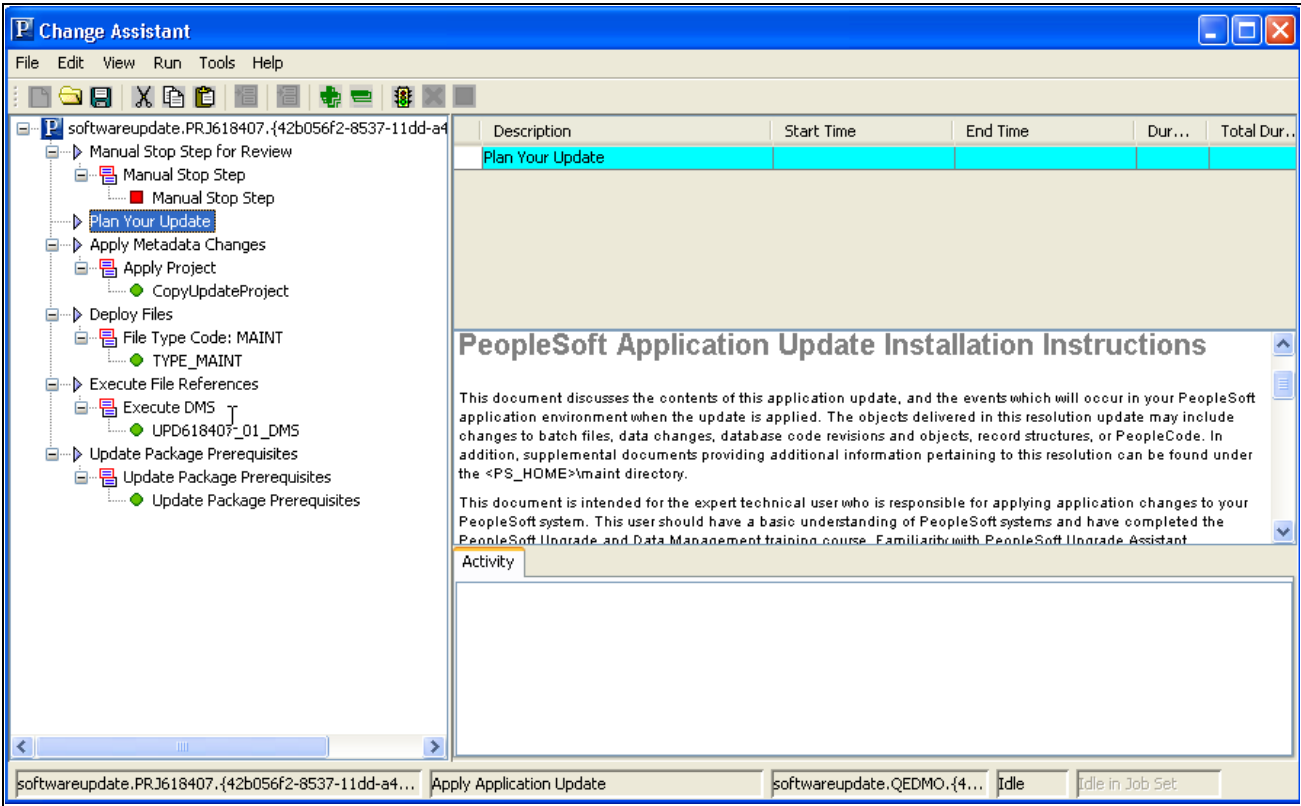 Change Assistant
File Edit View Run Tools Help
softwareupdate.PRJ618407.{42b056f2-8537-11dd-a4
Manual Stop Step for Review
Manual Stop Step
Manual Stop Step
Plan Your Update
Apply Metadata Changes
Apply Project
CopyUpdateProject
Deploy Files
File Type Code: MAINT
TYPE_MAINT
Execute File References
Execute DMS
UPD618407_01_DMS
Update Package Prerequisites
Update Package Prerequisites
Update Package Prerequisites
Description Start Time End Time Dur... Total Dur..
Plan Your Update
PeopleSoft Application Update Installation Instructions
This document discusses the contents of this application update, and the events which will occur in your PeopleSoft
application environment when the update is applied. The objects delivered in this resolution update may include
changes to batch files, data changes, database code revisions and objects, record structures, or PeopleCode. In
addition, supplemental documents providing additional information pertaining to this resolution can be found under
the <PS_HOME>\maint directory.
This document is intended for the expert technical user who is responsible for applying application changes to your
PeopleSoft system. This user should have a basic understanding of PeopleSoft systems and have completed the
PeopleSoft Upgrade and Data Management training course. Familiarity with PeopleSoft Upgrade Assistant
Activity
softwareupdate.PRJ618407.{42b056f2-8537-11dd-a4... Apply Application Update softwareupdate.QEDMO.{4... Idle Idle in Job Set